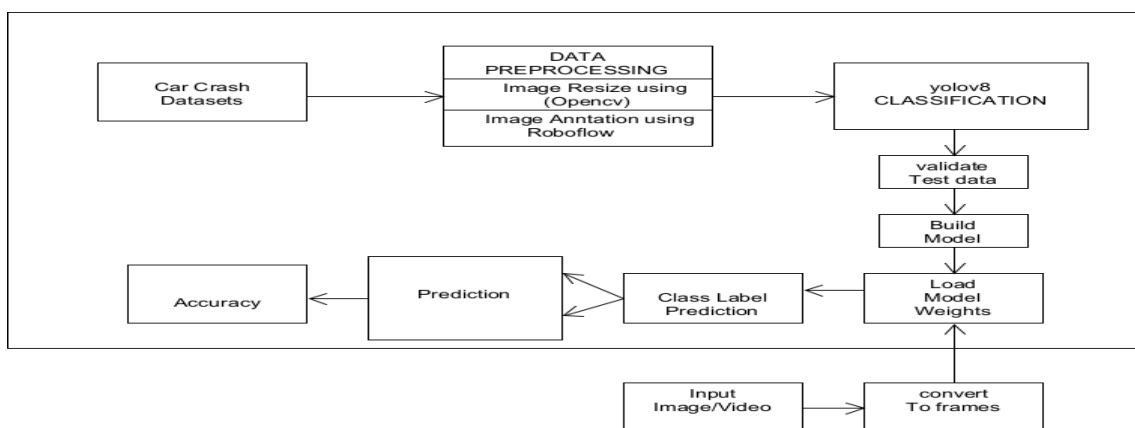 Car Crash
Datasets
DATA
PREPROCESSING
Image Resize using
(Opencv)
Image Anntation using
Roboflow
yolov8
CLASSIFICATION
validate
Test data
Build
Model
Load
Model
Weights
Class Label
Prediction
Prediction
Accuracy
Input
Image/Video
convert
To frames